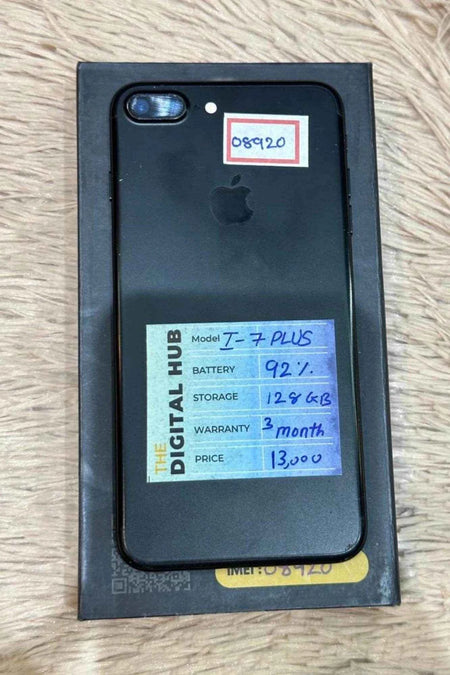 08920
THE
DIGITAL HUB
Model I-7 PLUS
BATTERY 92%
STORAGE 128 GB
WARRANTY 3 month
PRICE 13,000
IMEI: 08920